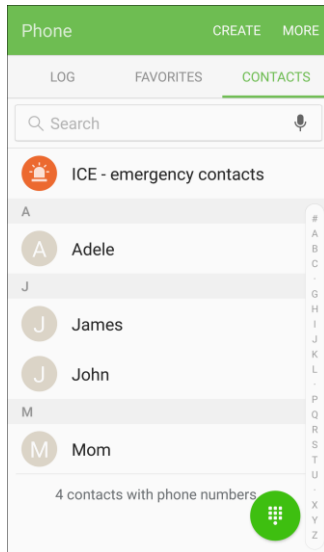 Phone CREATE MORE
LOG FAVORITES CONTACTS
Search
ICE - emergency contacts
A
A Adele
J
J James
J John
M
M Mom
4 contacts with phone numbers
#
A
B
C
·
G
H
I
J
K
L
·
P
Q
R
S
T
U
·
X
Y
Z